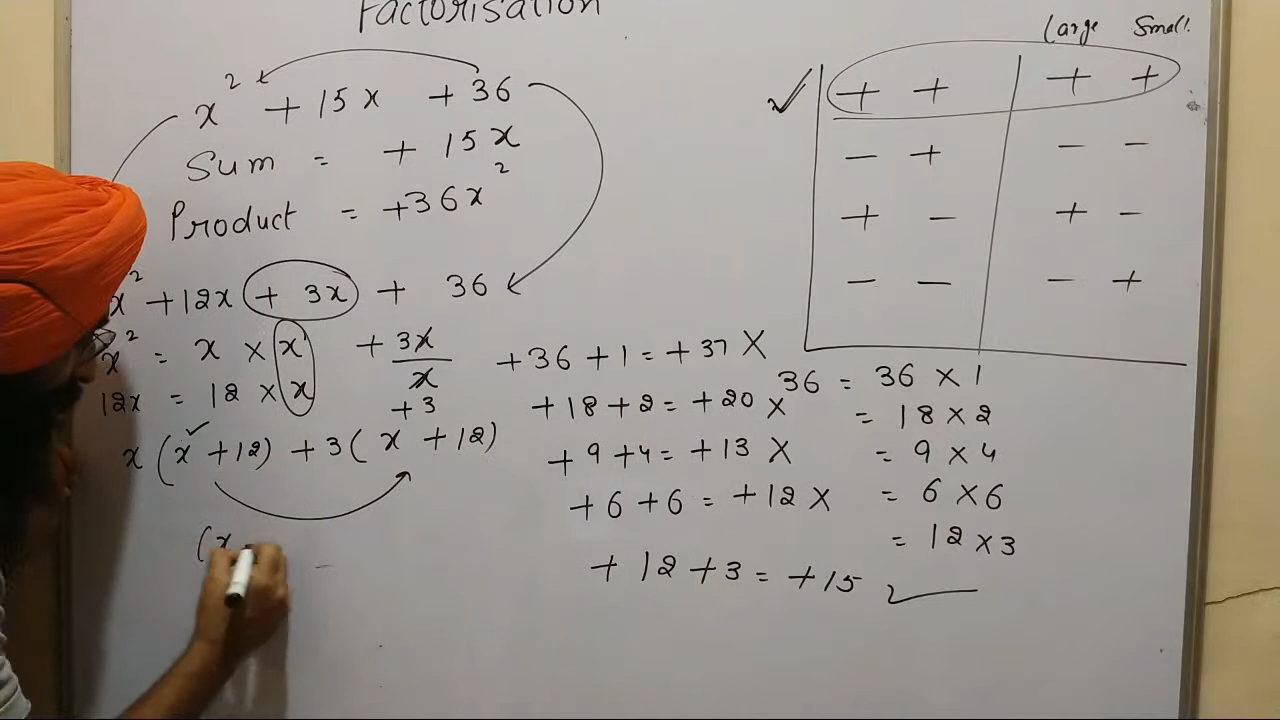 Factorisation
x² + 15x + 36
Sum = + 15x
Product = +36x²
x² + 12x + 3x + 36
x² = x × x
12x = 12 × x
+ 3x/x
+3
x (x + 12) + 3 ( x + 12)
(x
+36 + 1 = +37 ×
+18 + 2 = +20 ×
+9 + 4 = +13 ×
+6 + 6 = +12 ×
+ 12 + 3 = +15
36 = 36 × 1
= 18 × 2
= 9 × 4
= 6 × 6
= 12 × 3
Large Small
✓ + + + +
− + − −
+ − + −
− − − +